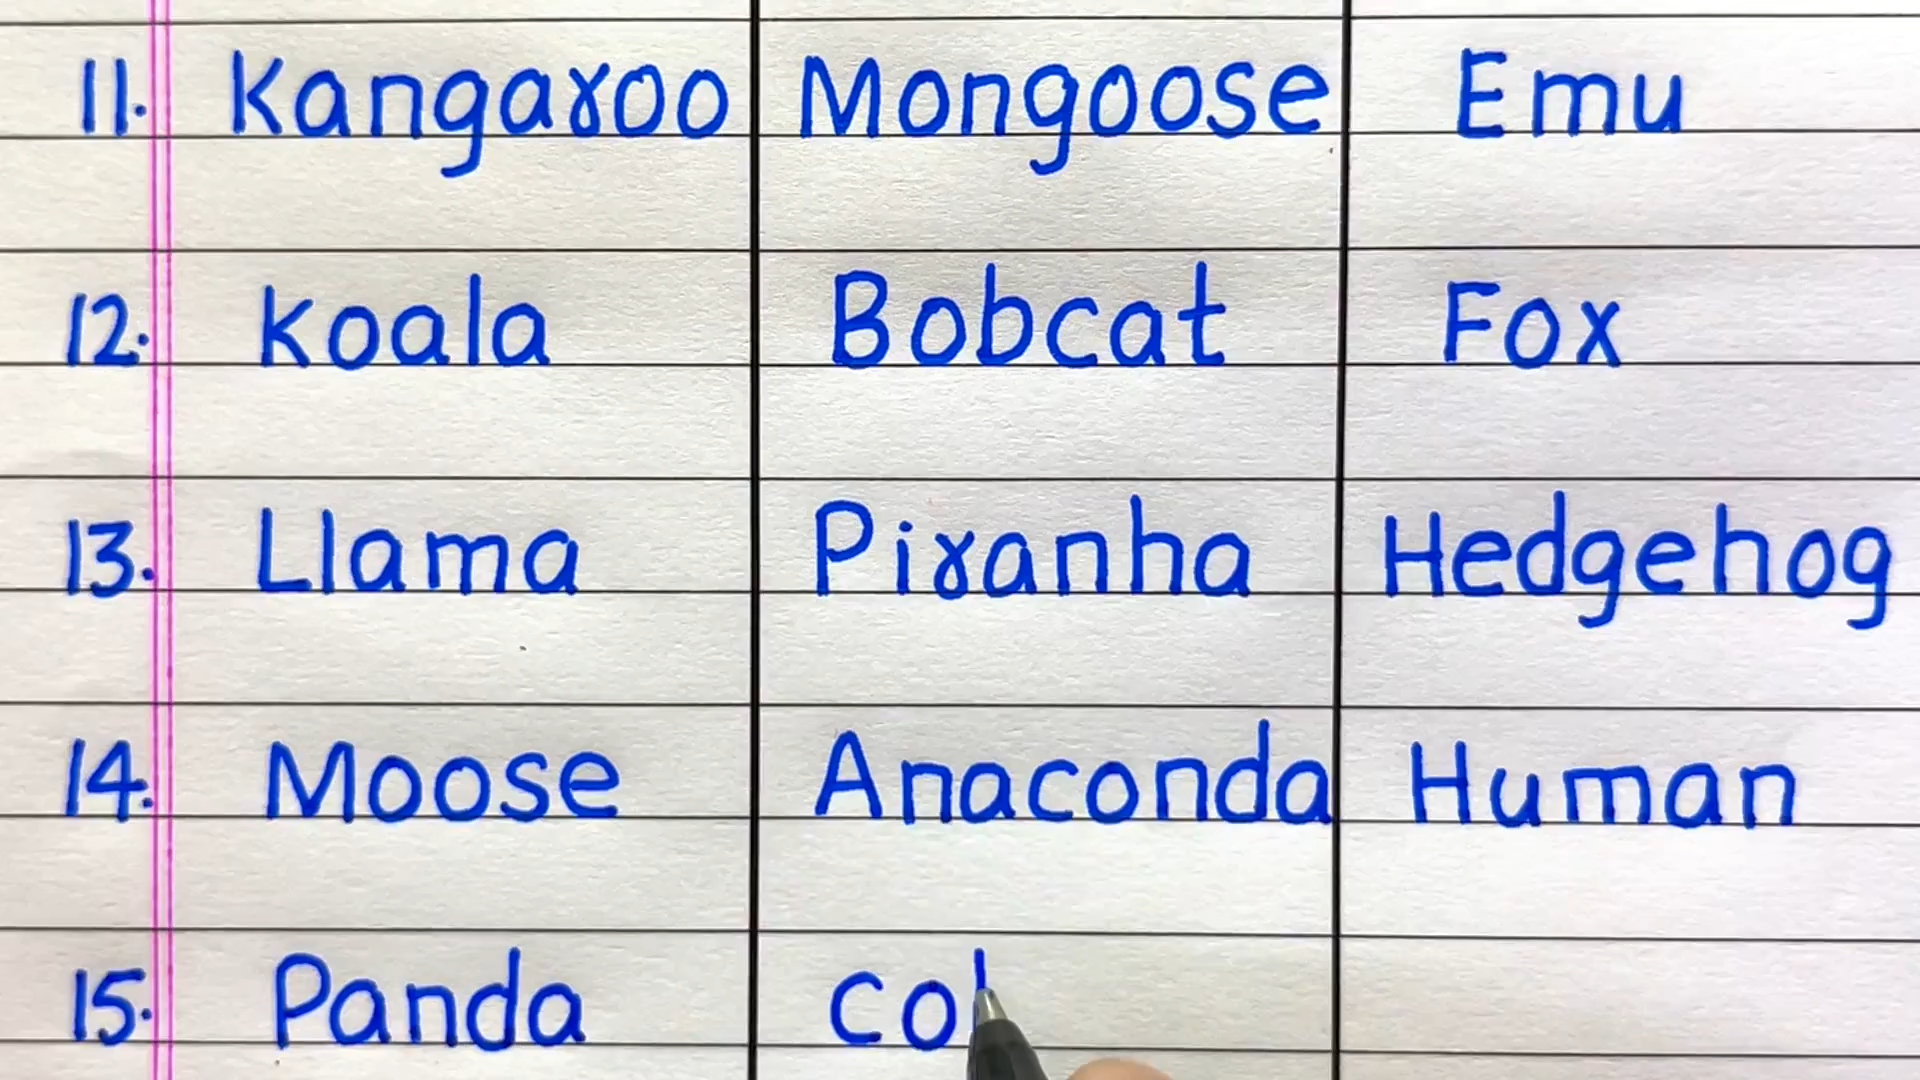 11. Kangaroo Mongoose Emu
12. Koala Bobcat Fox
13. Llama Piranha Hedgehog
14. Moose Anaconda Human
15. Panda